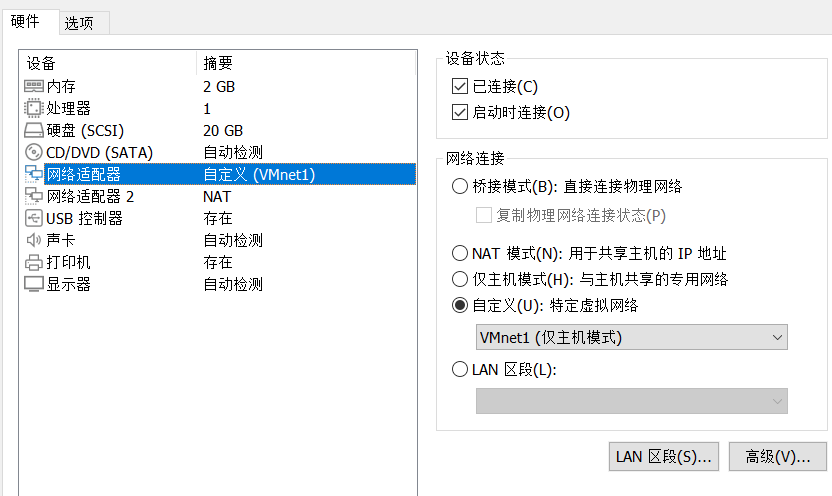 硬件 选项
设备 摘要
内存 2 GB
处理器 1
硬盘 (SCSI) 20 GB
CD/DVD (SATA) 自动检测
网络适配器 自定义 (VMnet1)
网络适配器 2 NAT
USB 控制器 存在
声卡 自动检测
打印机 存在
显示器 自动检测
设备状态
已连接(C)
启动时连接(O)
网络连接
桥接模式(B): 直接连接物理网络
复制物理网络连接状态(P)
NAT 模式(N): 用于共享主机的 IP 地址
仅主机模式(H): 与主机共享的专用网络
自定义(U): 特定虚拟网络
VMnet1 (仅主机模式)
LAN 区段(L):
LAN 区段(S)... 高级(V)...